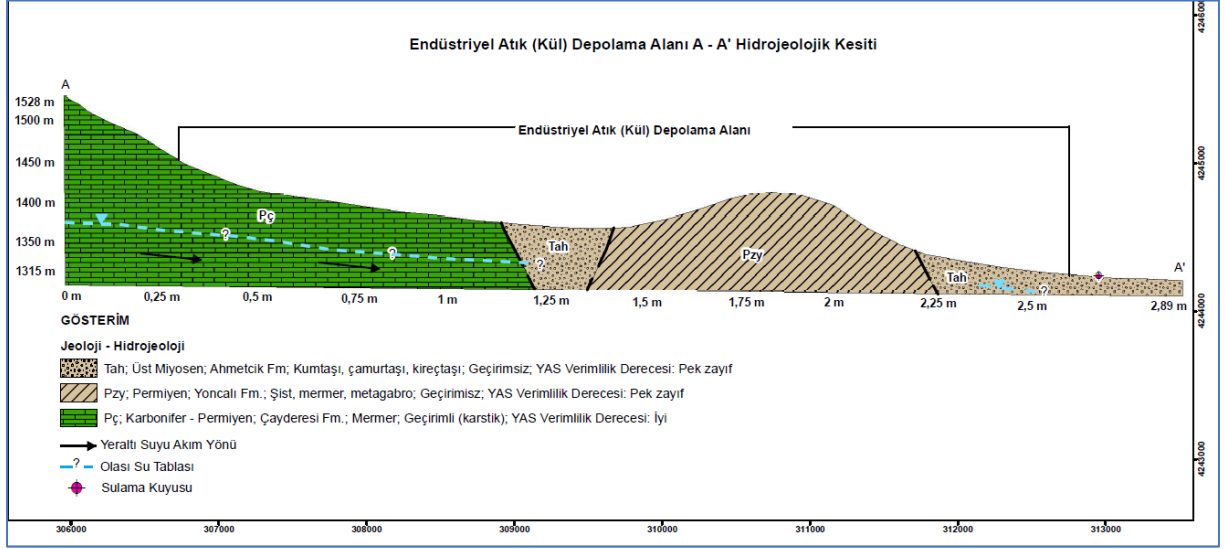 Endüstriyel Atık (Kül) Depolama Alanı A - A' Hidrojeolojik Kesiti
A
1528 m
1500 m
1450 m
1400 m
1350 m
1315 m
Endüstriyel Atık (Kül) Depolama Alanı
Pç
?
?
?
Tah
Pzy
Tah
?
A'
0 m 0,25 m 0,5 m 0,75 m 1 m 1,25 m 1,5 m 1,75 m 2 m 2,25 m 2,5 m 2,89 m
GÖSTERİM
Jeoloji - Hidrojeoloji
Tah; Üst Miyosen; Ahmetcik Fm; Kumtaşı, çamurtaşı, kireçtaşı; Geçirimsiz; YAS Verimlilik Derecesi: Pek zayıf
Pzy; Permiyen; Yoncalı Fm.; Şist, mermer, metagabro; Geçirimisz; YAS Verimlilik Derecesi: Pek zayıf
Pç; Karbonifer - Permiyen; Çayderesi Fm.; Mermer; Geçirimli (karstik); YAS Verimlilik Derecesi: İyi
Yeraltı Suyu Akım Yönü
? Olası Su Tablası
Sulama Kuyusu
306000 307000 308000 309000 310000 311000 312000 313000
4246000
4245000
4244000
4243000